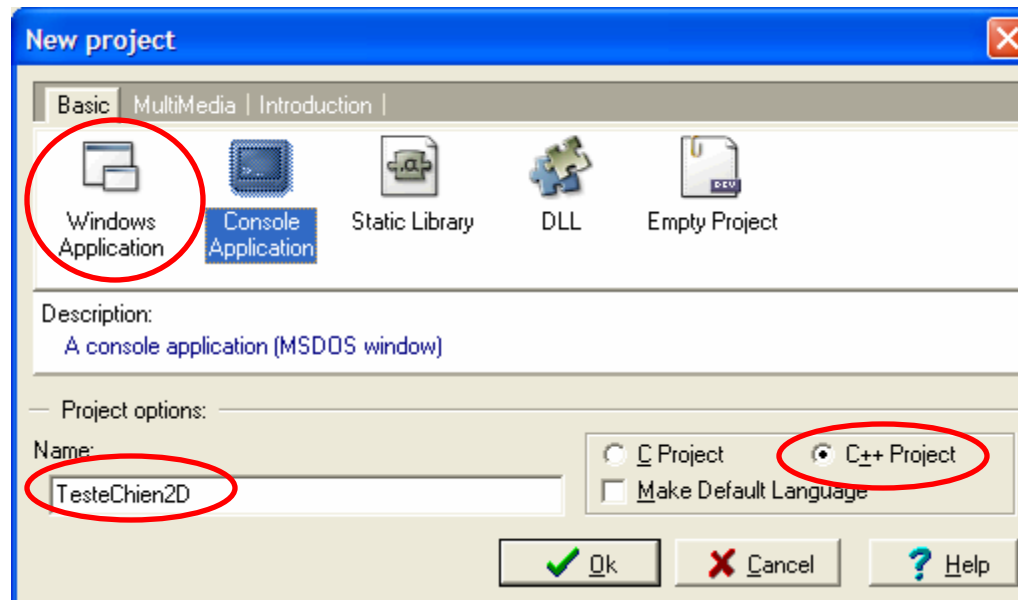 New project
Basic MultiMedia Introduction
Windows Application
Console Application
Static Library
DLL
Empty Project
Description:
A console application (MSDOS window)
Project options:
Name:
TesteChien2D
C Project
C++ Project
Make Default Language
Ok
Cancel
Help